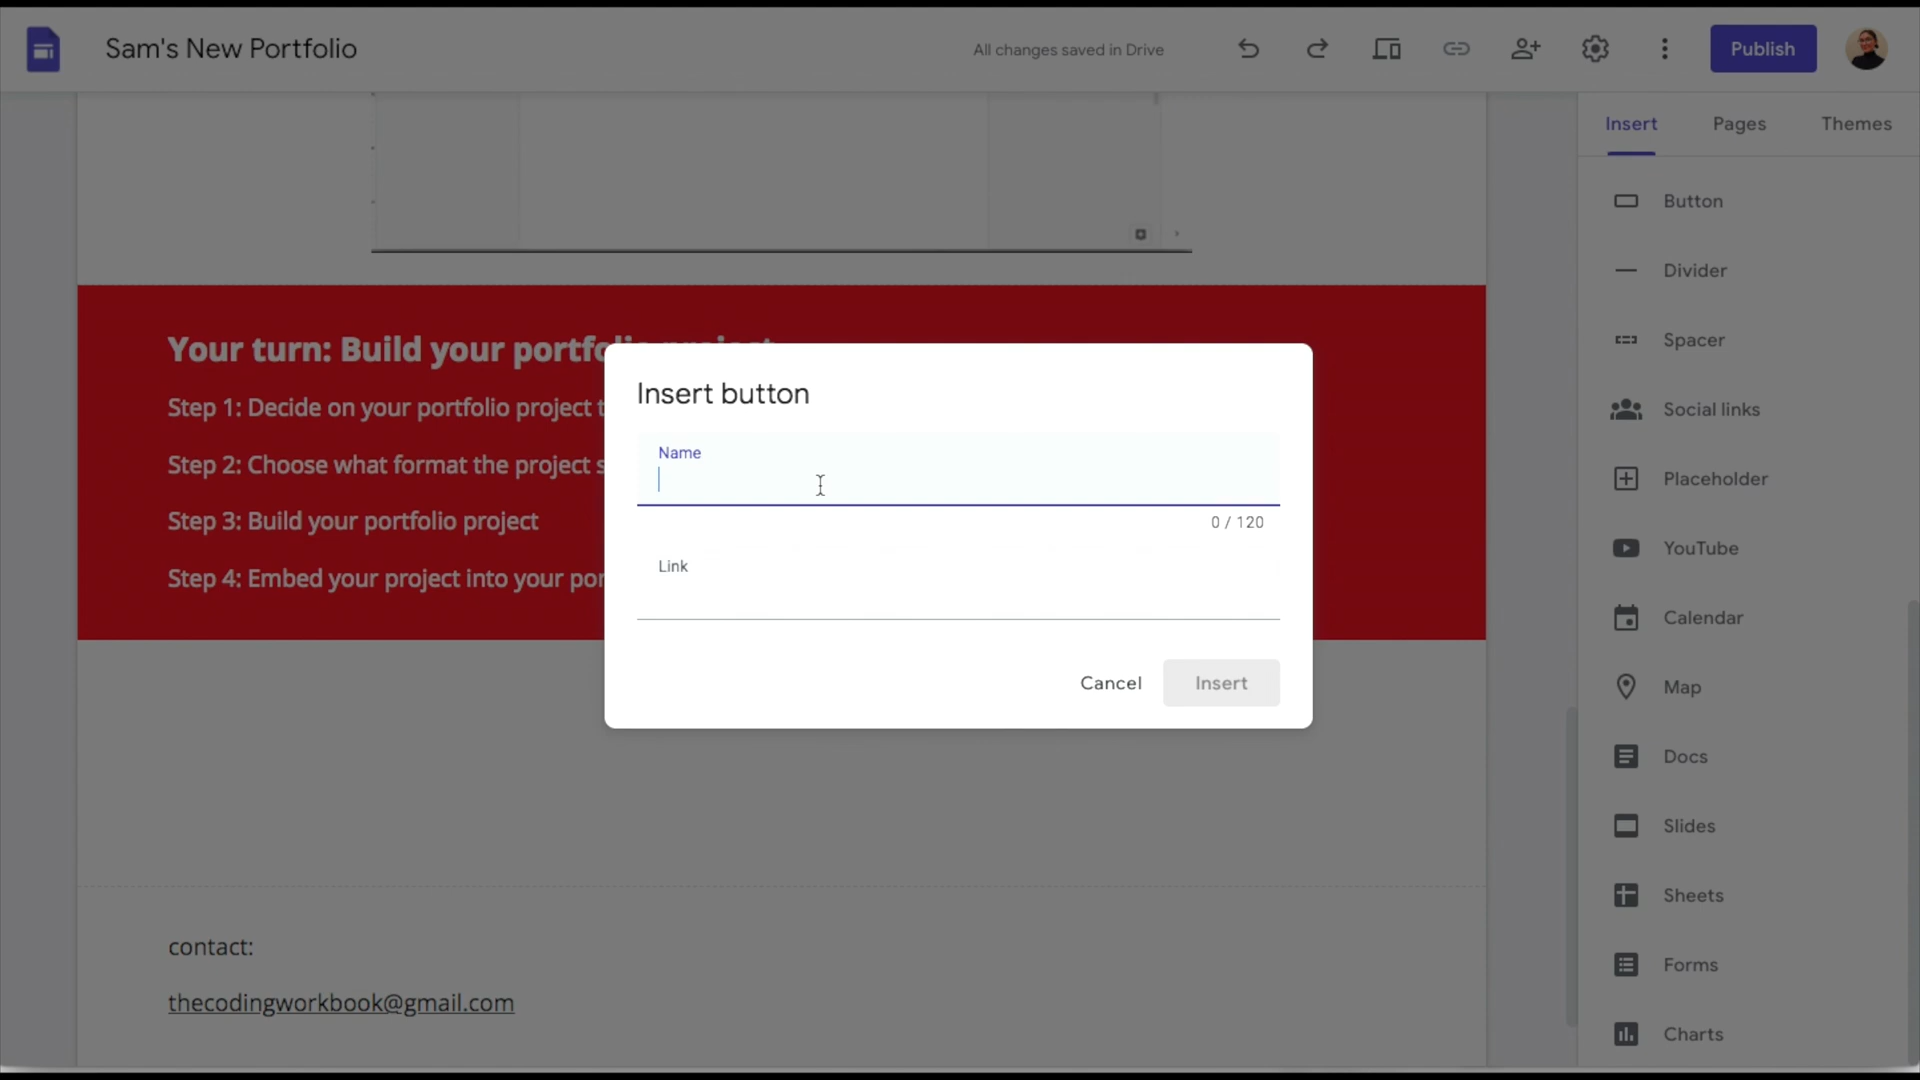 Sam's New Portfolio
All changes saved in Drive
Publish
Insert
Pages
Themes
Button
Divider
Spacer
Social links
Placeholder
YouTube
Calendar
Map
Docs
Slides
Sheets
Forms
Charts
Your turn: Build your portfolio project
Step 1: Decide on your portfolio project
Step 2: Choose what format the project
Step 3: Build your portfolio project
Step 4: Embed your project into your
Insert button
Name
0 / 120
Link
Cancel
Insert
contact:
thecodingworkbook@gmail.com